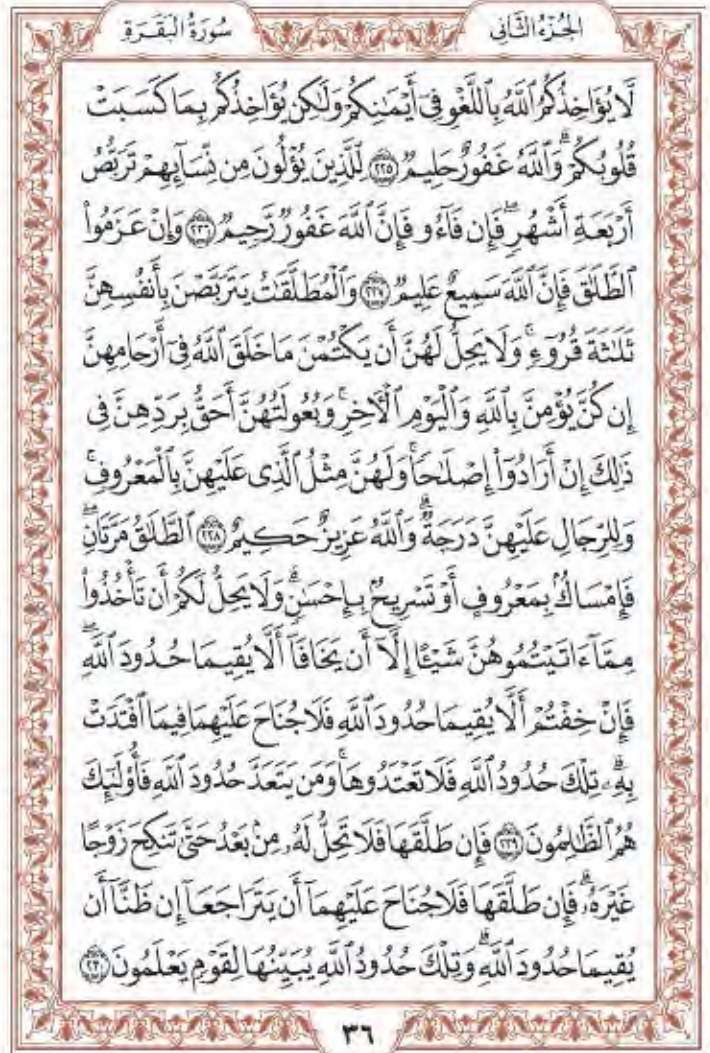 الجُزْءُ الثَّانِي
سُورَةُ الْبَقَرَةِ
لَّا يُؤَاخِذُكُمُ ٱللَّهُ بِٱللَّغْوِ فِىٓ أَيْمَٰنِكُمْ وَلَٰكِن يُؤَاخِذُكُم بِمَا كَسَبَتْ
قُلُوبُكُمْ ۗ وَٱللَّهُ غَفُورٌ حَلِيمٌ ﴿٢٢٥﴾ لِّلَّذِينَ يُؤْلُونَ مِن نِّسَآئِهِمْ تَرَبُّصُ
أَرْبَعَةِ أَشْهُرٍ ۖ فَإِن فَآءُو فَإِنَّ ٱللَّهَ غَفُورٌ رَّحِيمٌ ﴿٢٢٦﴾ وَإِنْ عَزَمُوا۟
ٱلطَّلَٰقَ فَإِنَّ ٱللَّهَ سَمِيعٌ عَلِيمٌ ﴿٢٢٧﴾ وَٱلْمُطَلَّقَٰتُ يَتَرَبَّصْنَ بِأَنفُسِهِنَّ
ثَلَٰثَةَ قُرُوٓءٍ ۚ وَلَا يَحِلُّ لَهُنَّ أَن يَكْتُمْنَ مَا خَلَقَ ٱللَّهُ فِىٓ أَرْحَامِهِنَّ
إِن كُنَّ يُؤْمِنَّ بِٱللَّهِ وَٱلْيَوْمِ ٱلْءَاخِرِ ۚ وَبُعُولَتُهُنَّ أَحَقُّ بِرَدِّهِنَّ فِى
ذَٰلِكَ إِنْ أَرَادُوٓا۟ إِصْلَٰحًا ۚ وَلَهُنَّ مِثْلُ ٱلَّذِى عَلَيْهِنَّ بِٱلْمَعْرُوفِ ۚ
وَلِلرِّجَالِ عَلَيْهِنَّ دَرَجَةٌ ۗ وَٱللَّهُ عَزِيزٌ حَكِيمٌ ﴿٢٢٨﴾ ٱلطَّلَٰقُ مَرَّتَانِ ۖ
فَإِمْسَاكٌۢ بِمَعْرُوفٍ أَوْ تَسْرِيحٌۢ بِإِحْسَٰنٍ ۗ وَلَا يَحِلُّ لَكُمْ أَن تَأْخُذُوا۟
مِمَّآ ءَاتَيْتُمُوهُنَّ شَيْـًٔا إِلَّآ أَن يَخَافَآ أَلَّا يُقِيمَا حُدُودَ ٱللَّهِ ۖ
فَإِنْ خِفْتُمْ أَلَّا يُقِيمَا حُدُودَ ٱللَّهِ فَلَا جُنَاحَ عَلَيْهِمَا فِيمَا ٱفْتَدَتْ
بِهِۦ ۗ تِلْكَ حُدُودُ ٱللَّهِ فَلَا تَعْتَدُوهَا ۚ وَمَن يَتَعَدَّ حُدُودَ ٱللَّهِ فَأُو۟لَٰٓئِكَ
هُمُ ٱلظَّٰلِمُونَ ﴿٢٢٩﴾ فَإِن طَلَّقَهَا فَلَا تَحِلُّ لَهُۥ مِنۢ بَعْدُ حَتَّىٰ تَنكِحَ زَوْجًا
غَيْرَهُۥ ۗ فَإِن طَلَّقَهَا فَلَا جُنَاحَ عَلَيْهِمَآ أَن يَتَرَاجَعَآ إِن ظَنَّآ أَن
يُقِيمَا حُدُودَ ٱللَّهِ ۗ وَتِلْكَ حُدُودُ ٱللَّهِ يُبَيِّنُهَا لِقَوْمٍ يَعْلَمُونَ ﴿٢٣٠﴾
٣٦